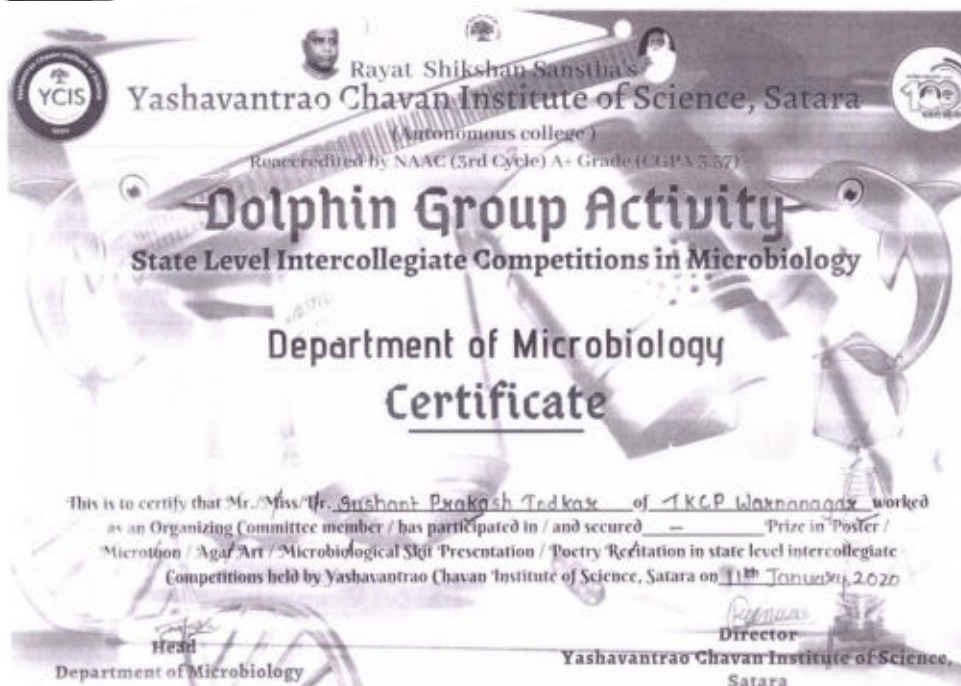 YCIS
Rayat Shikshan Sanstha's
Yashavantrao Chavan Institute of Science, Satara
(Autonomous college)
Reaccredited by NAAC (3rd Cycle) A+ Grade (CGPA 3.57)
Dolphin Group Activity
State Level Intercollegiate Competitions in Microbiology
Department of Microbiology
Certificate
This is to certify that Mr./Miss/Dr. Sushant Prakash Todkar of TKCP Warnanagar worked
as an Organizing Committee member / has participated in / and secured - Prize in Poster /
Microtoon / Agar Art / Microbiological Skit Presentation / Poetry Recitation in state level intercollegiate
Competitions held by Yashavantrao Chavan Institute of Science, Satara on 11th January, 2020
Head
Department of Microbiology
Director
Yashavantrao Chavan Institute of Science,
Satara